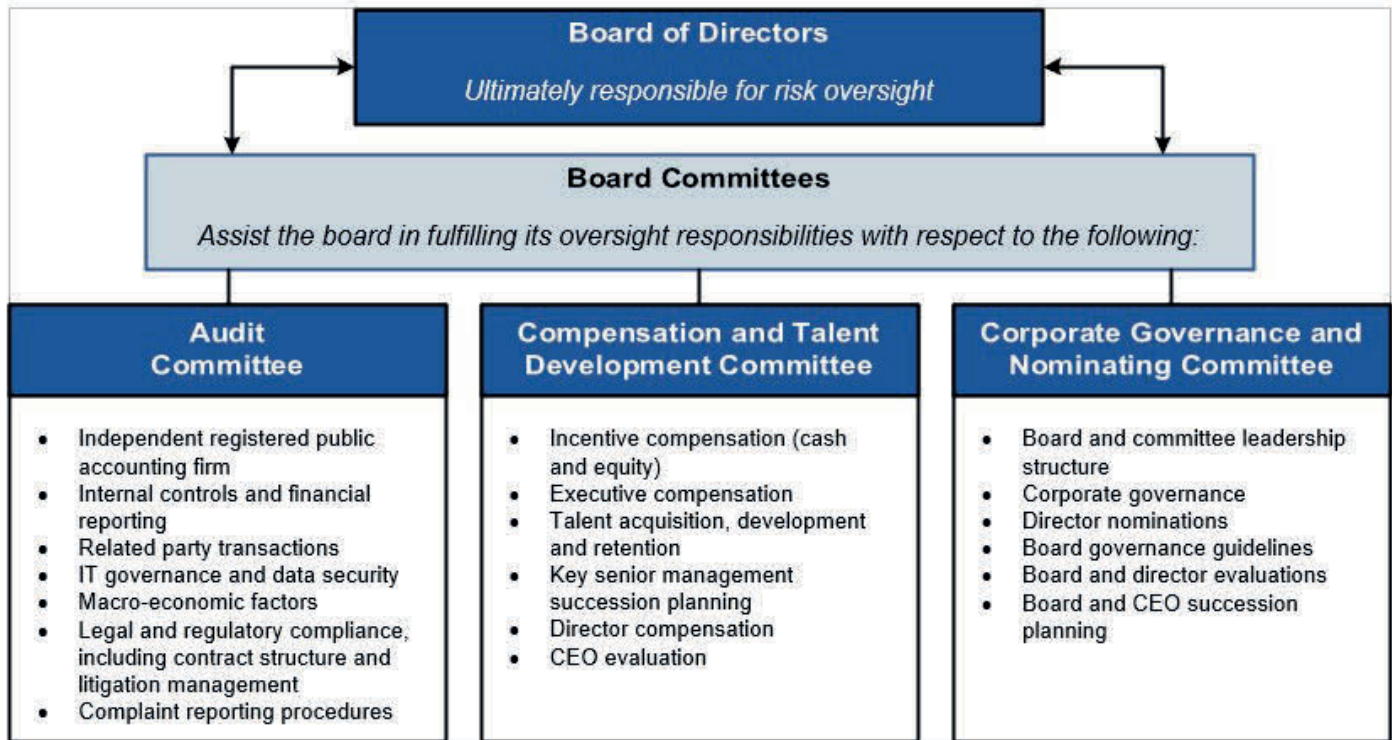 Board of Directors
Ultimately responsible for risk oversight
Board Committees
Assist the board in fulfilling its oversight responsibilities with respect to the following:
Audit
Committee
• Independent registered public
accounting firm
• Internal controls and financial
reporting
• Related party transactions
• IT governance and data security
• Macro-economic factors
• Legal and regulatory compliance,
including contract structure and
litigation management
• Complaint reporting procedures
Compensation and Talent
Development Committee
• Incentive compensation (cash
and equity)
• Executive compensation
• Talent acquisition, development
and retention
• Key senior management
succession planning
• Director compensation
• CEO evaluation
Corporate Governance and
Nominating Committee
• Board and committee leadership
structure
• Corporate governance
• Director nominations
• Board governance guidelines
• Board and director evaluations
• Board and CEO succession
planning